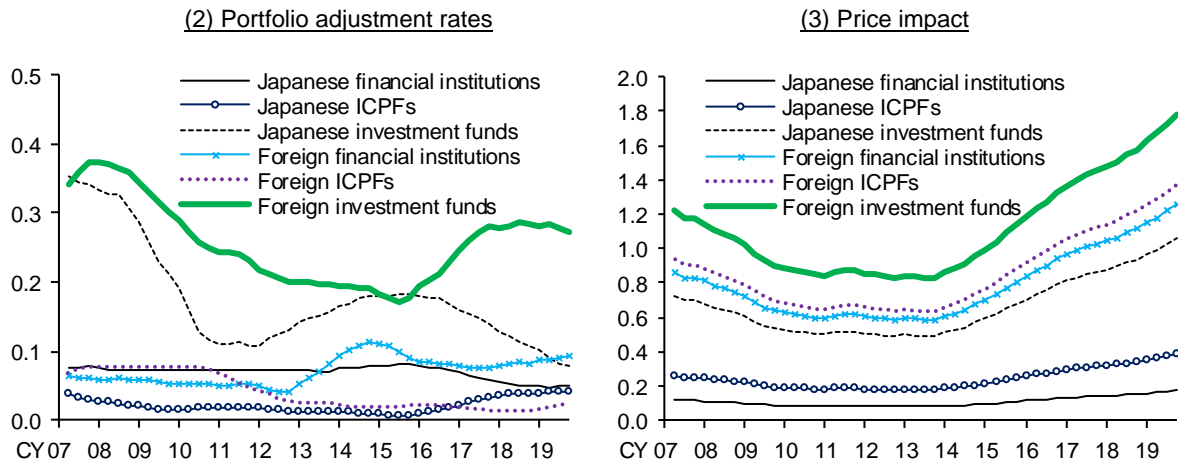 (2) Portfolio adjustment rates
0.5
0.4
0.3
0.2
0.1
0.0
Japanese financial institutions
Japanese ICPFs
Japanese investment funds
Foreign financial institutions
Foreign ICPFs
Foreign investment funds
CY 07 08 09 10 11 12 13 14 15 16 17 18 19
(3) Price impact
2.0
1.8
1.6
1.4
1.2
1.0
0.8
0.6
0.4
0.2
0.0
Japanese financial institutions
Japanese ICPFs
Japanese investment funds
Foreign financial institutions
Foreign ICPFs
Foreign investment funds
CY 07 08 09 10 11 12 13 14 15 16 17 18 19